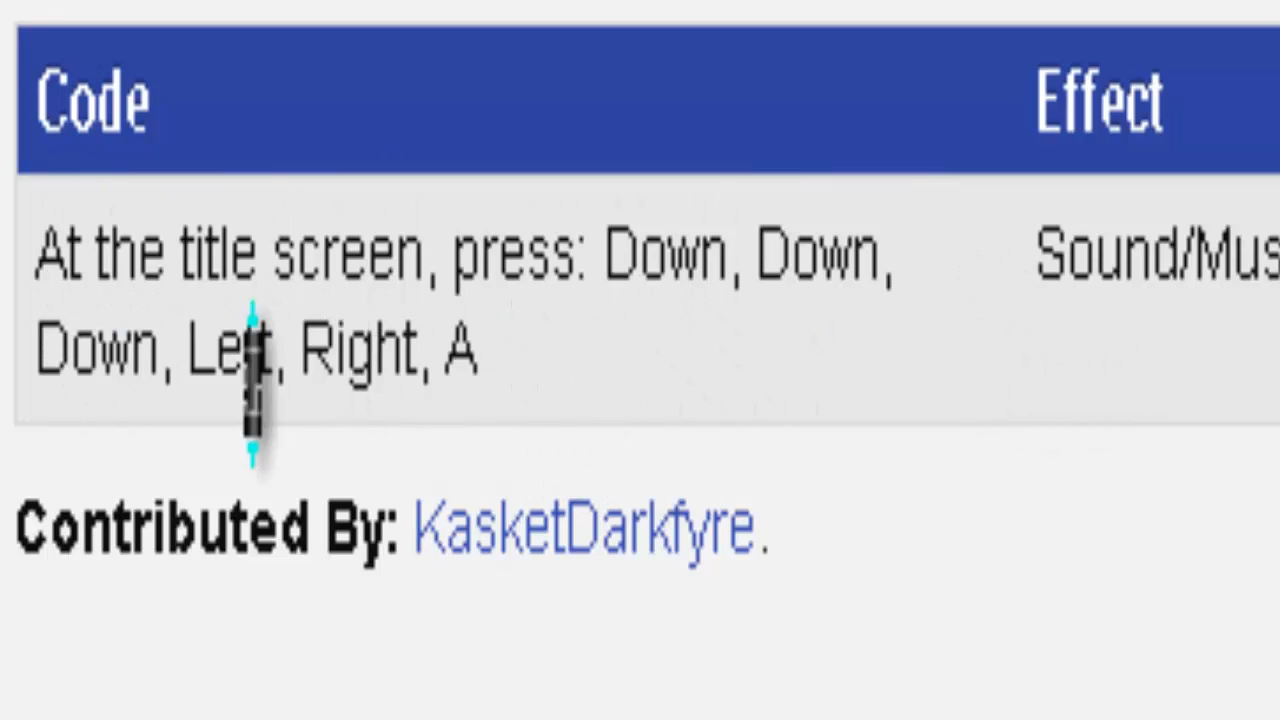 Code Effect
At the title screen, press: Down, Down, Sound/Mus
Down, Left, Right, A
Contributed By: KasketDarkfyre.